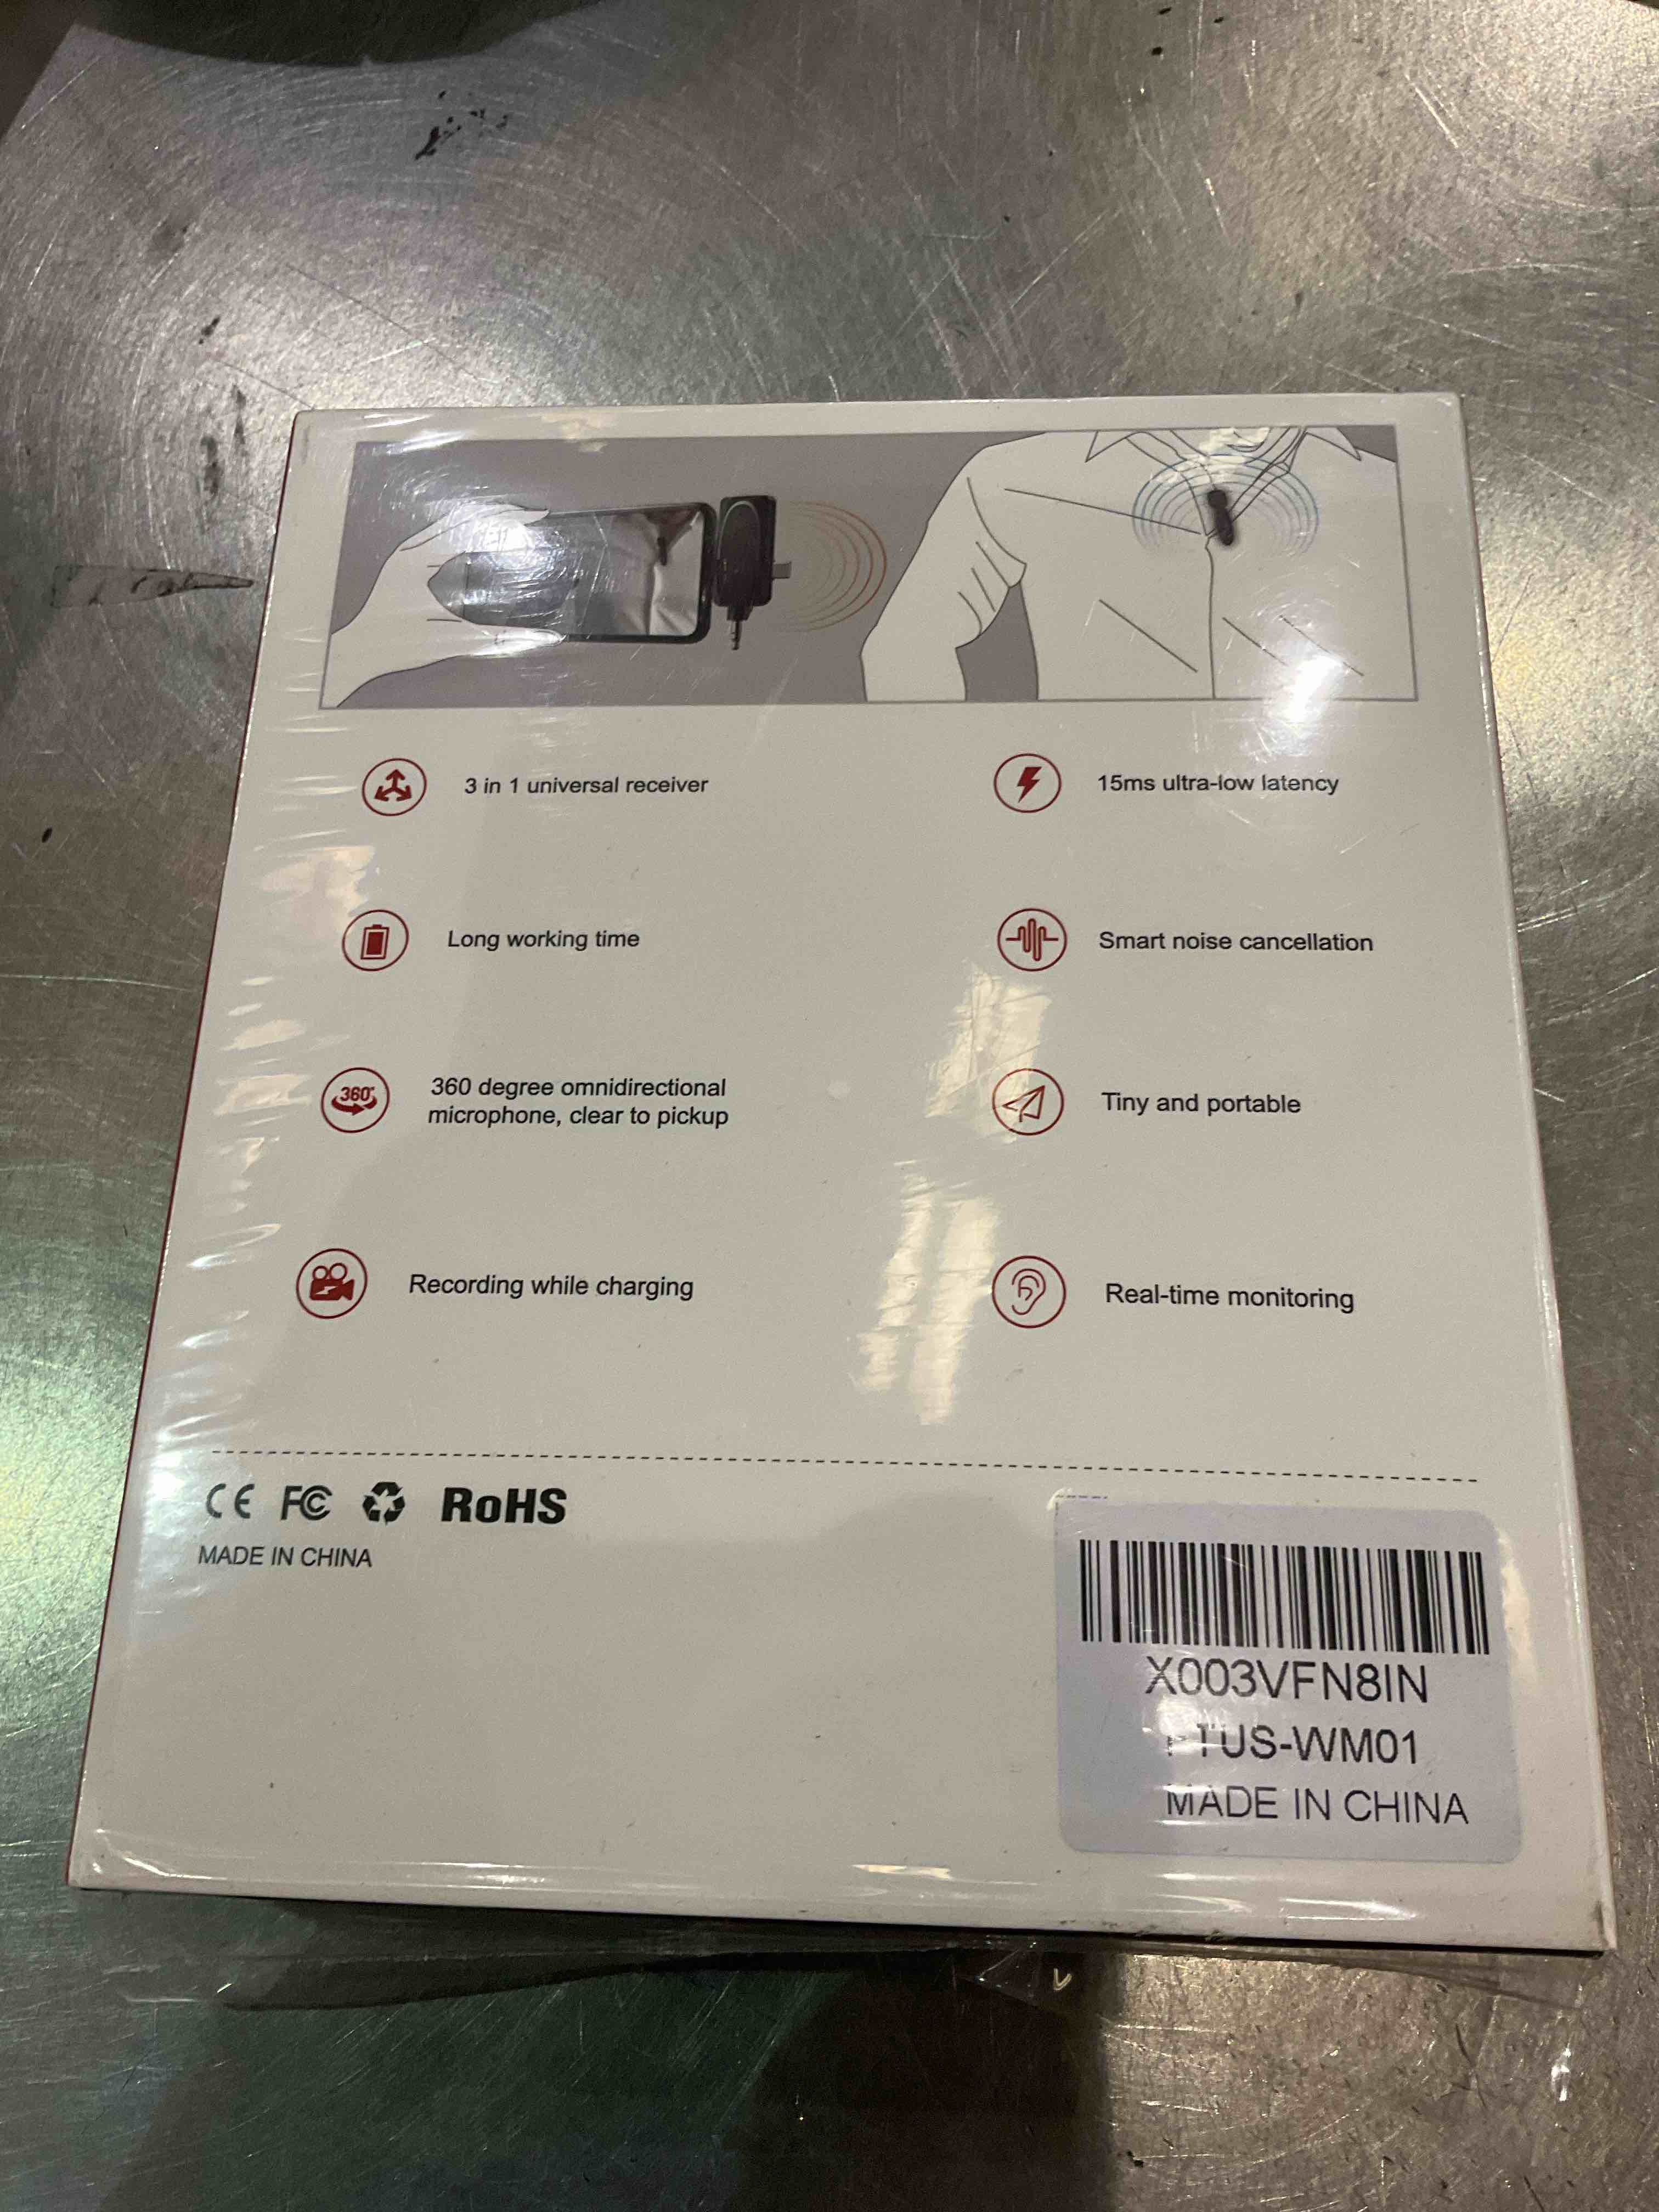 3 in 1 universal receiver
15ms ultra-low latency
Long working time
Smart noise cancellation
360°
360 degree omnidirectional
microphone, clear to pickup
Tiny and portable
Recording while charging
Real-time monitoring
CE FC RoHS
MADE IN CHINA
X003VFN8IN
MADE IN CHINA